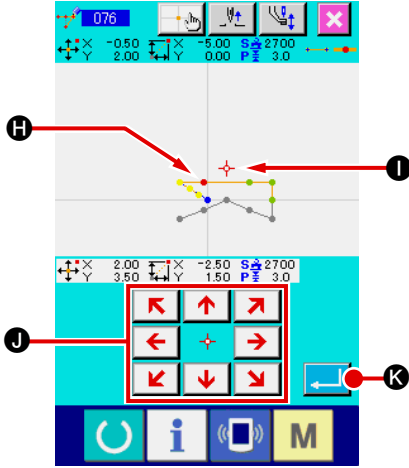 076
X -0.50 X -5.00 S 2700
Y 2.00 Y 0.00 P 3.0
H
I
X 2.00 X -2.50 S 2700
Y 3.50 Y 1.50 P 3.0
J
K
i M